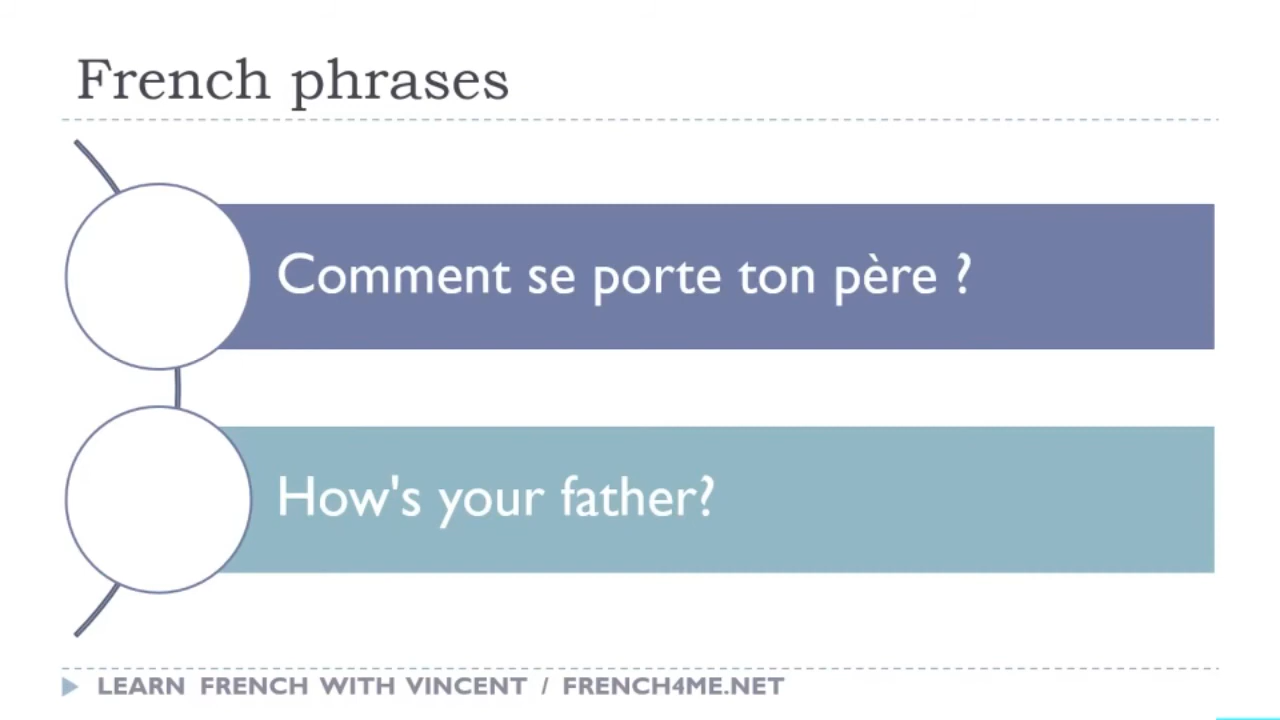 French phrases
Comment se porte ton père ?
How's your father?
LEARN FRENCH WITH VINCENT / FRENCH4ME.NET